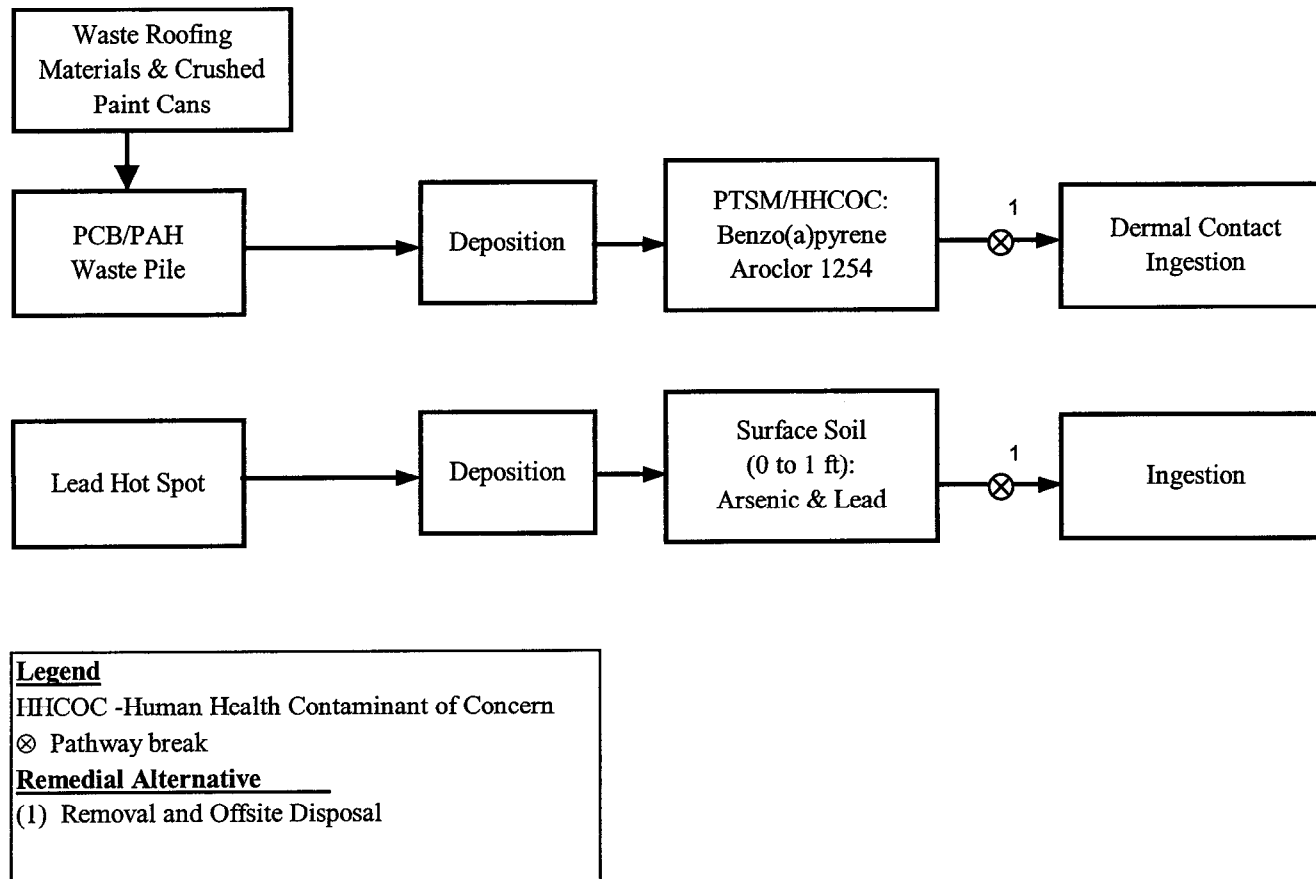 Waste Roofing
Materials & Crushed
Paint Cans
PCB/PAH
Waste Pile
Deposition
PTSM/HHCOC:
Benzo(a)pyrene
Aroclor 1254
1
Dermal Contact
Ingestion
Lead Hot Spot
Deposition
Surface Soil
(0 to 1 ft):
Arsenic & Lead
1
Ingestion
Legend
HHCOC -Human Health Contaminant of Concern
⊗ Pathway break
Remedial Alternative
(1) Removal and Offsite Disposal